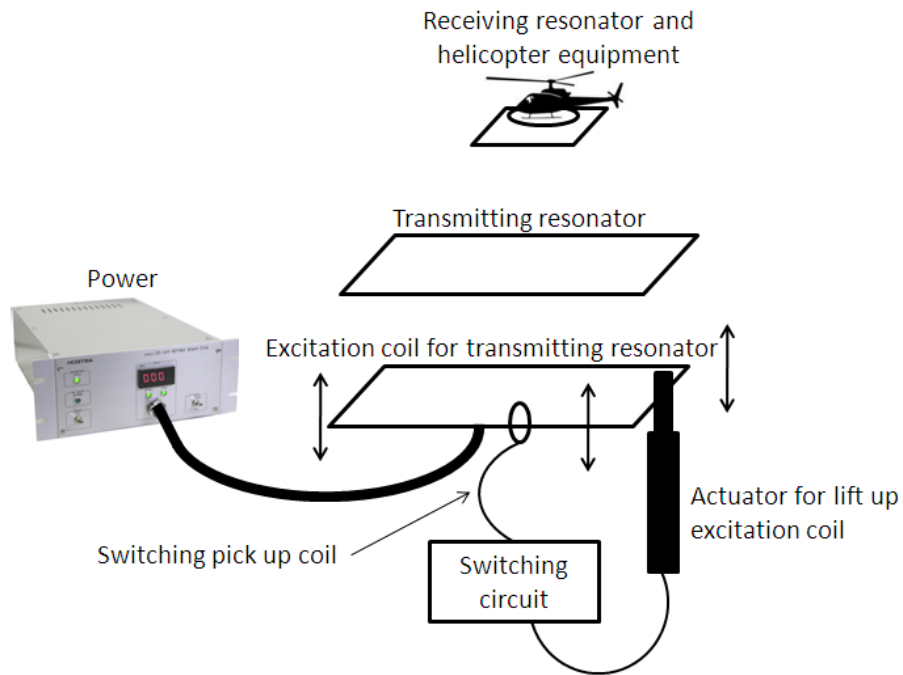 Receiving resonator and
helicopter equipment
Transmitting resonator
Power
Excitation coil for transmitting resonator
000
Actuator for lift up
excitation coil
Switching pick up coil
Switching
circuit